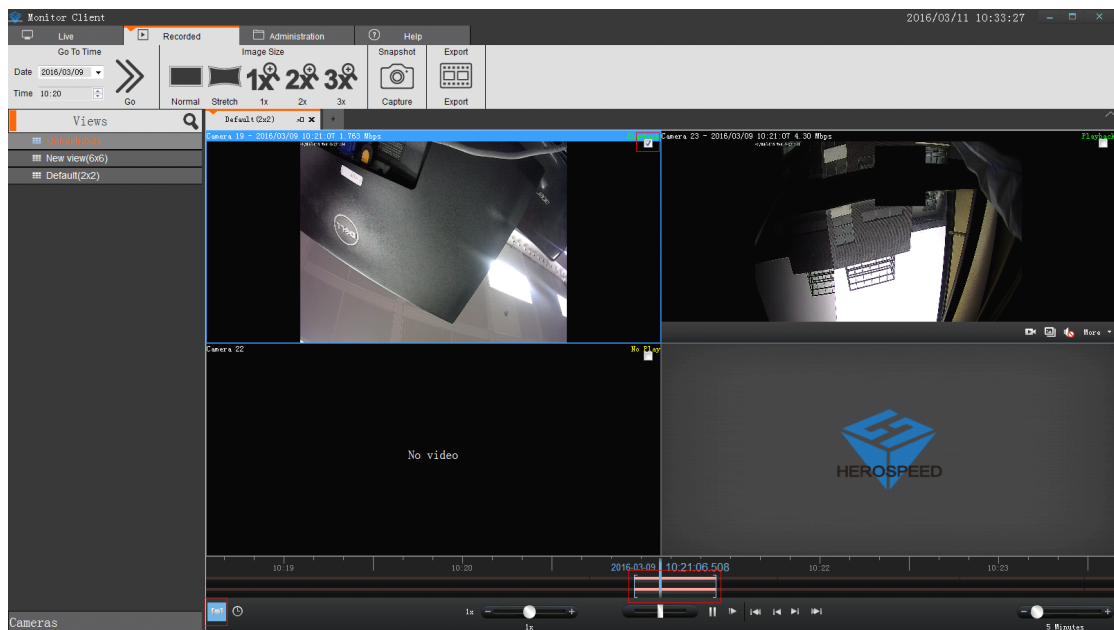 Monitor Client
2016/03/11 10:33:27
Live
Recorded
Administration
Help
Go To Time
Image Size
Snapshot
Export
Date 2016/03/09
Time 10:20
Go
Normal
Stretch
1X
1x
2X
2x
3X
3x
Capture
Export
Views
Default(2x2)
+
New view(6x6)
Default(2x2)
Camera 19 - 2016/03/09 10:21:07 1.763 Mbps
DELL
Camera 23 - 2016/03/09 10:21:07 4.30 Mbps
Playback
More
Camera 22
No Play
No video
HEROSPEED
10:19
10:20
2016-03-09
10:21:06.508
10:22
10:23
1x
1x
5 Minutes
Cameras